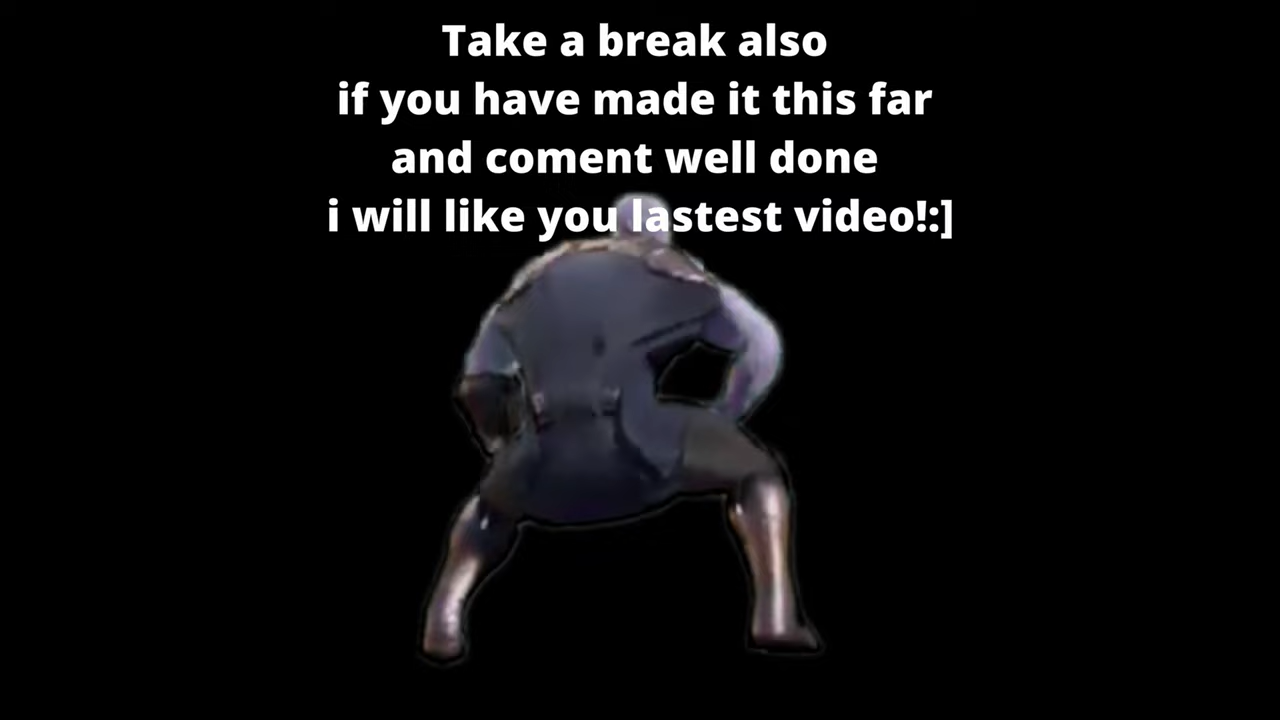 Take a break also
if you have made it this far
and coment well done
i will like you lastest video!:]